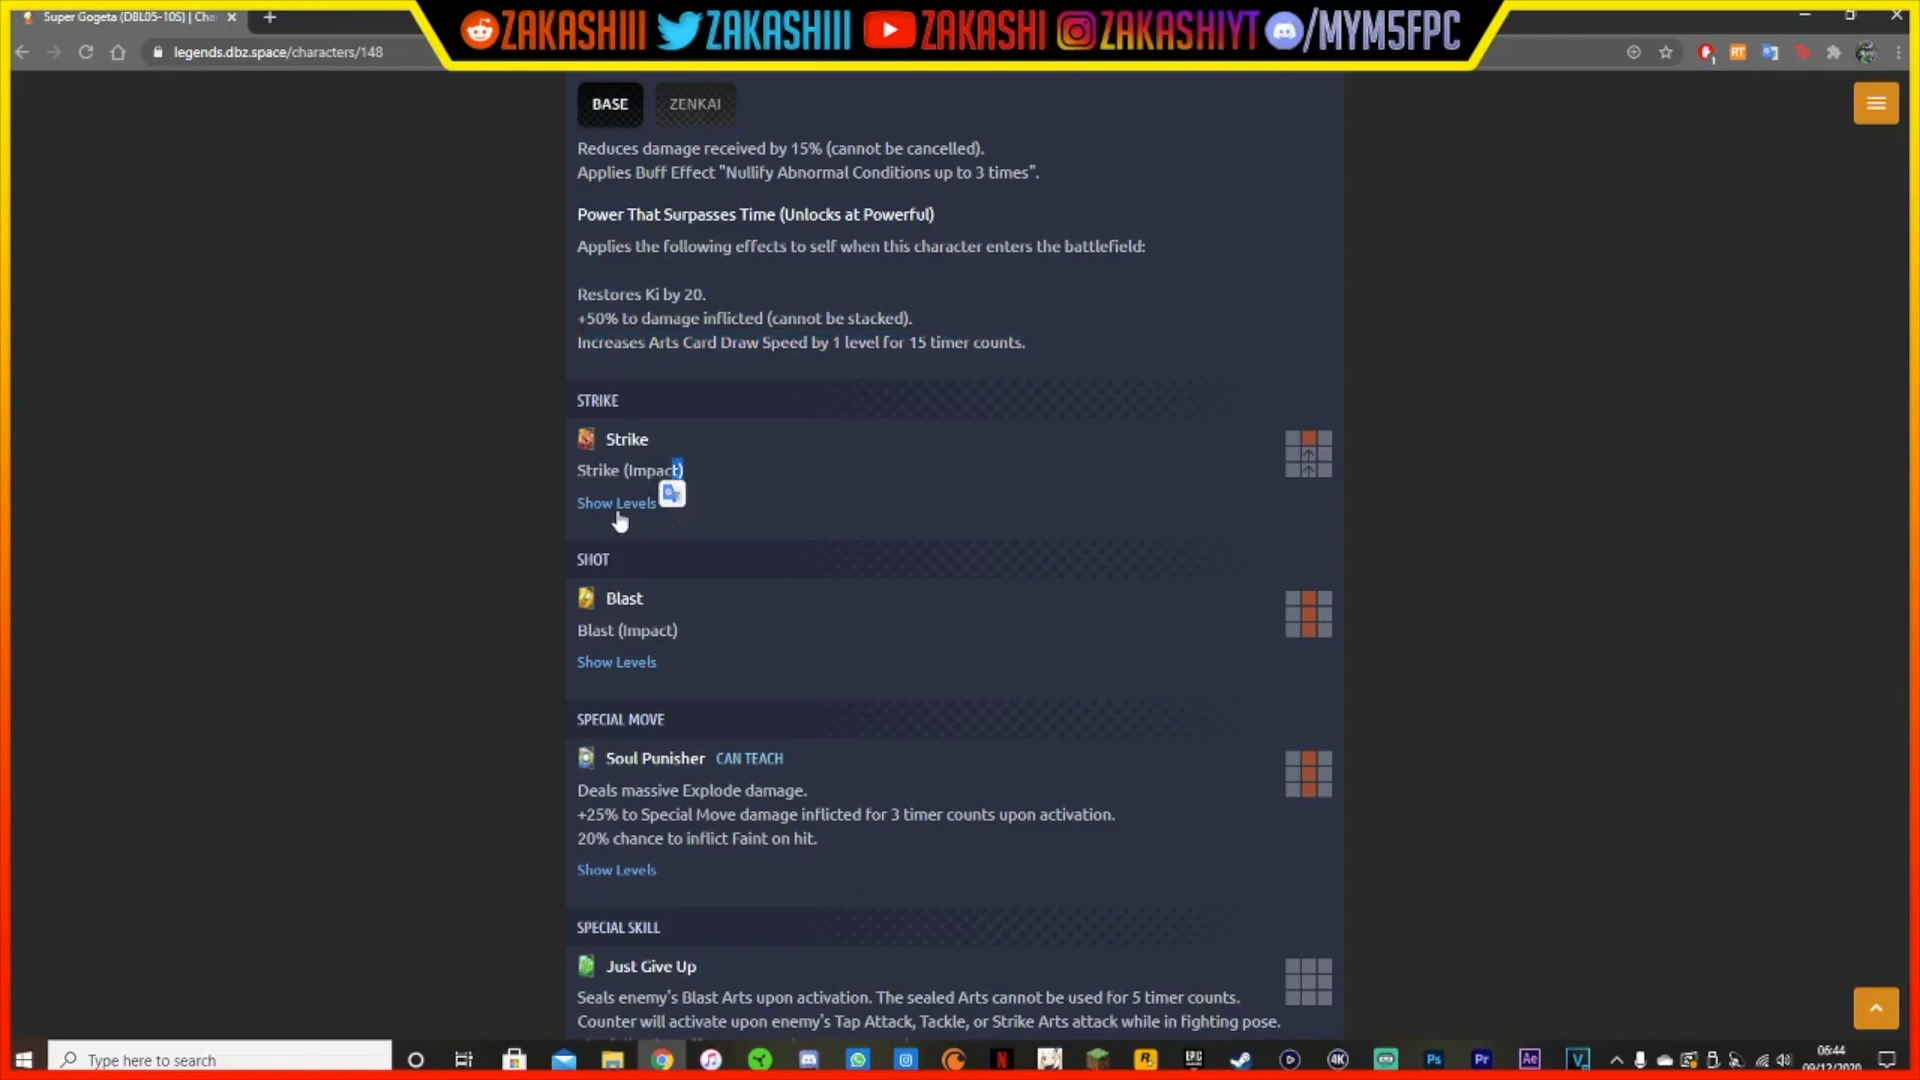 Super Gogeta (DBL05-10S) | Cha
ZAKASHIII ZAKASHIII ZAKASHI ZAKASHIYT /MYM5FPC
legends.dbz.space/characters/148
BASE ZENKAI
Reduces damage received by 15% (cannot be cancelled).
Applies Buff Effect "Nullify Abnormal Conditions up to 3 times".
Power That Surpasses Time (Unlocks at Powerful)
Applies the following effects to self when this character enters the battlefield:
Restores Ki by 20.
+50% to damage inflicted (cannot be stacked).
Increases Arts Card Draw Speed by 1 level for 15 timer counts.
STRIKE
Strike
Strike (Impact)
Show Levels
SHOT
Blast
Blast (Impact)
Show Levels
SPECIAL MOVE
Soul Punisher CAN TEACH
Deals massive Explode damage.
+25% to Special Move damage inflicted for 3 timer counts upon activation.
20% chance to inflict Faint on hit.
Show Levels
SPECIAL SKILL
Just Give Up
Seals enemy's Blast Arts upon activation. The sealed Arts cannot be used for 5 timer counts.
Counter will activate upon enemy's Tap Attack, Tackle, or Strike Arts attack while in fighting pose.
Type here to search
06:44
09/12/2020